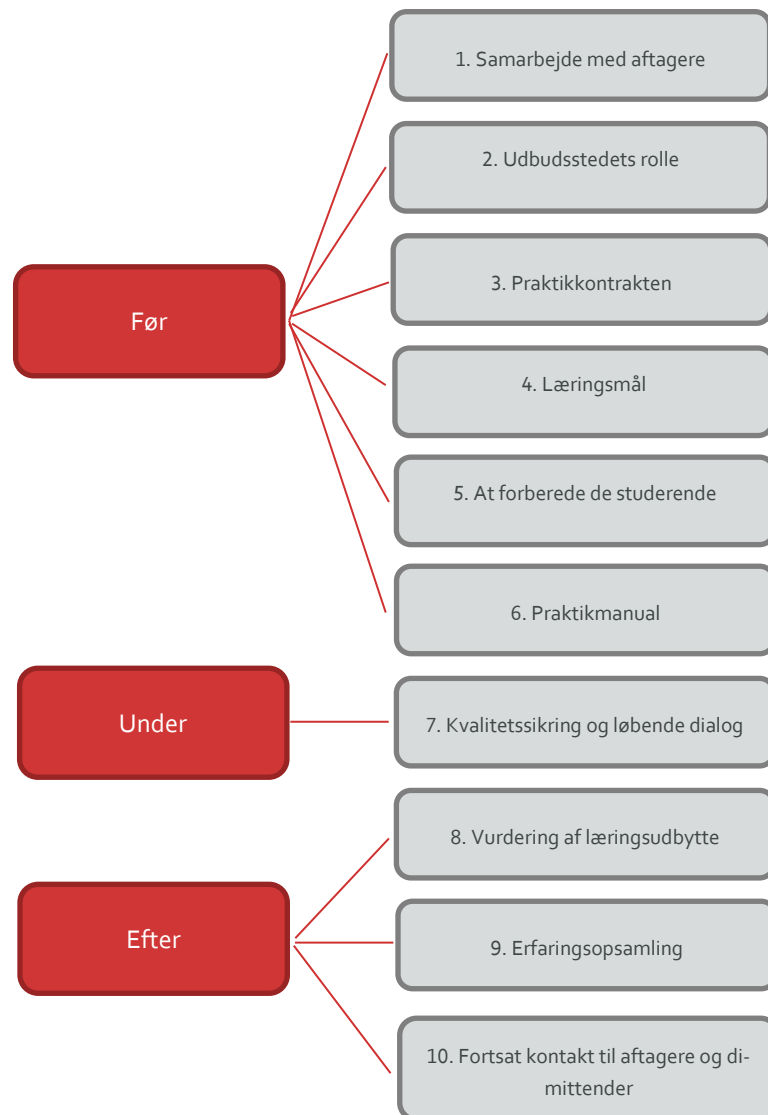 Før
1. Samarbejde med aftagere
2. Udbudsstedets rolle
3. Praktikkontrakten
4. Læringsmål
5. At forberede de studerende
6. Praktikmanual
Under
7. Kvalitetssikring og løbende dialog
Efter
8. Vurdering af læringsudbytte
9. Erfaringsopsamling
10. Fortsat kontakt til aftagere og di-
mittender